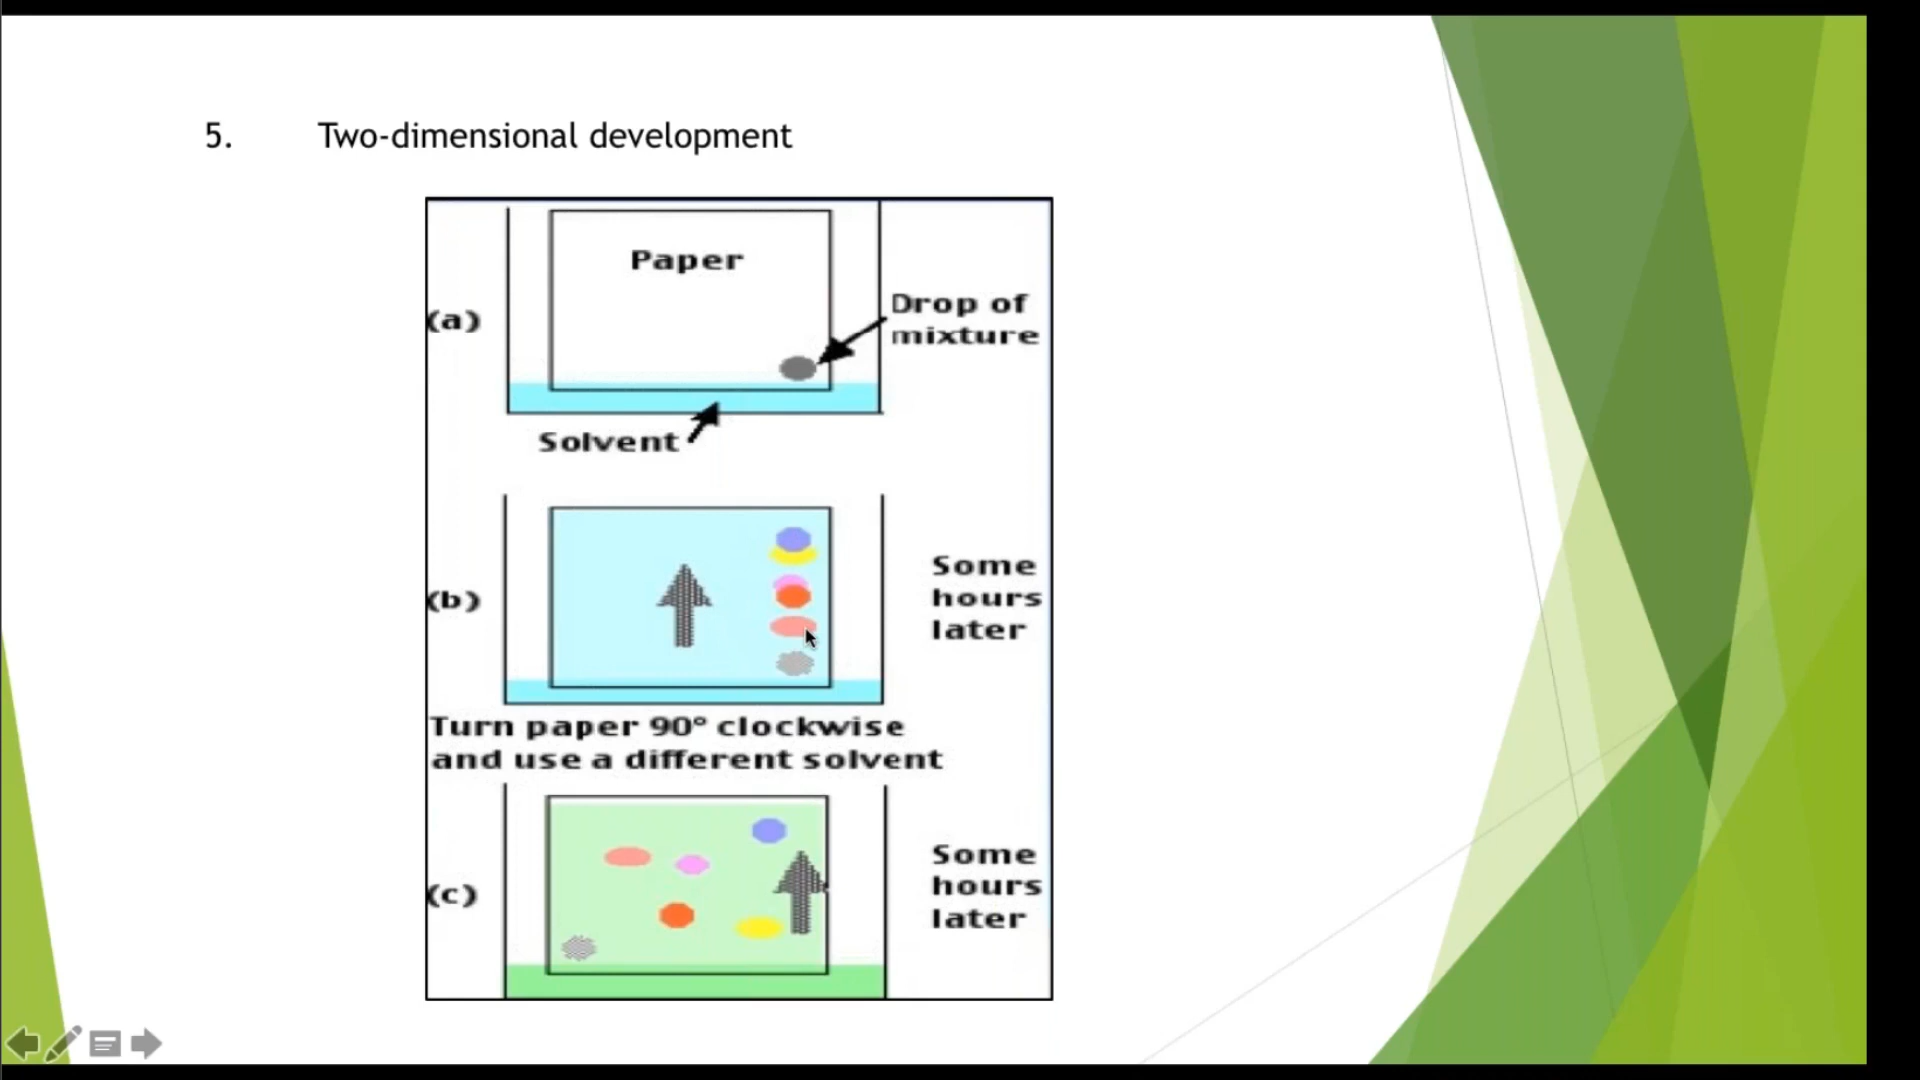 5. Two-dimensional development
Paper
(a)
Drop of
mixture
Solvent
(b)
Some
hours
later
Turn paper 90° clockwise
and use a different solvent
(c)
Some
hours
later